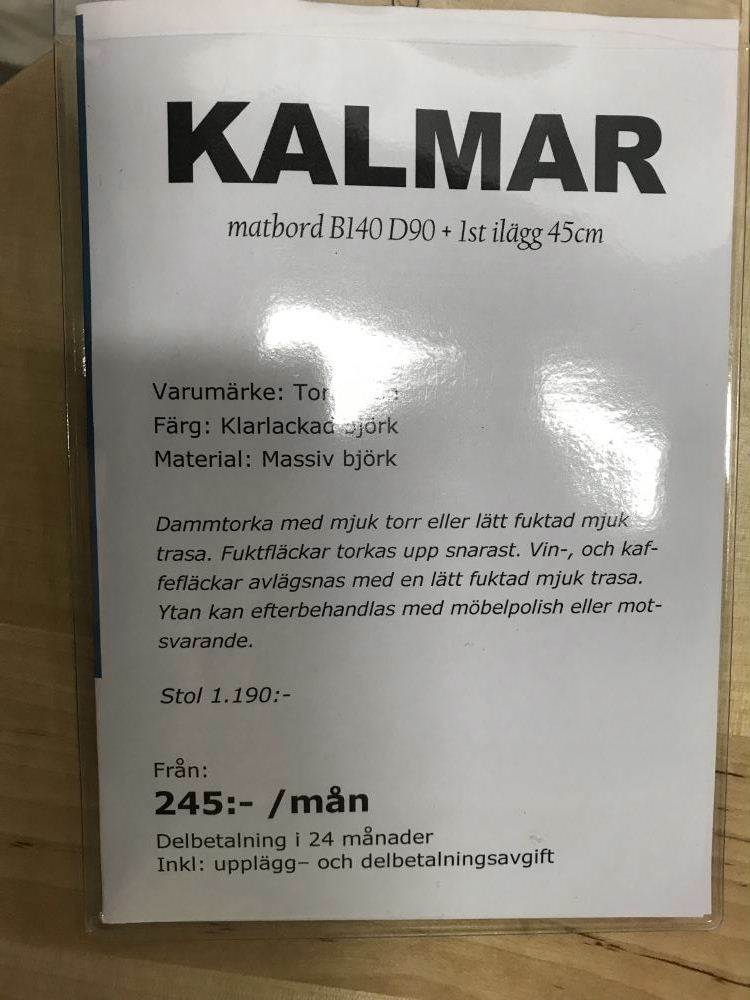 KALMAR
matbord B140 D90 + 1st ilägg 45cm
Varumärke:
Färg: Klarlackad björk
Material: Massiv björk
Dammtorka med mjuk torr eller lätt fuktad mjuk
trasa. Fuktfläckar torkas upp snarast. Vin-, och kaf-
fefläckar avlägsnas med en lätt fuktad mjuk trasa.
Ytan kan efterbehandlas med möbelpolish eller mot-
svarande.
Stol 1.190:-
Från:
245:- /mån
Delbetalning i 24 månader
Inkl: upplägg– och delbetalningsavgift